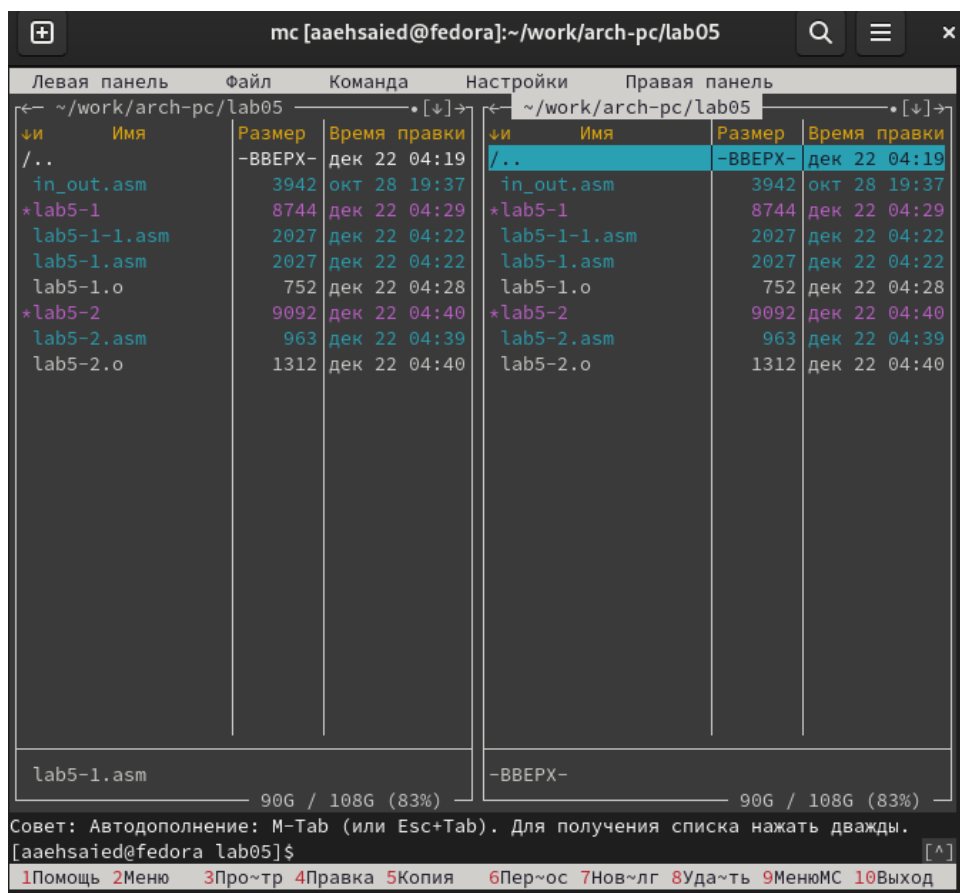 mc [aaehsaied@fedora]:~/work/arch-pc/lab05
Левая панель Файл Команда Настройки Правая панель
~/work/arch-pc/lab05 •[↓] ~/work/arch-pc/lab05 •[↓]
↓и Имя Размер Время правки ↓и Имя Размер Время правки
/.. -ВВЕРХ- дек 22 04:19 /.. -ВВЕРХ- дек 22 04:19
in_out.asm 3942 окт 28 19:37 in_out.asm 3942 окт 28 19:37
*lab5-1 8744 дек 22 04:29 *lab5-1 8744 дек 22 04:29
lab5-1-1.asm 2027 дек 22 04:22 lab5-1-1.asm 2027 дек 22 04:22
lab5-1.asm 2027 дек 22 04:22 lab5-1.asm 2027 дек 22 04:22
lab5-1.o 752 дек 22 04:28 lab5-1.o 752 дек 22 04:28
*lab5-2 9092 дек 22 04:40 *lab5-2 9092 дек 22 04:40
lab5-2.asm 963 дек 22 04:39 lab5-2.asm 963 дек 22 04:39
lab5-2.o 1312 дек 22 04:40 lab5-2.o 1312 дек 22 04:40
lab5-1.asm -ВВЕРХ-
90G / 108G (83%) 90G / 108G (83%)
Совет: Автодополнение: M-Tab (или Esc+Tab). Для получения списка нажать дважды.
[aaehsaied@fedora lab05]$ [^]
1Помощь 2Меню 3Про~тр 4Правка 5Копия 6Пер~ос 7Нов~лг 8Уда~ть 9МенюМС 10Выход